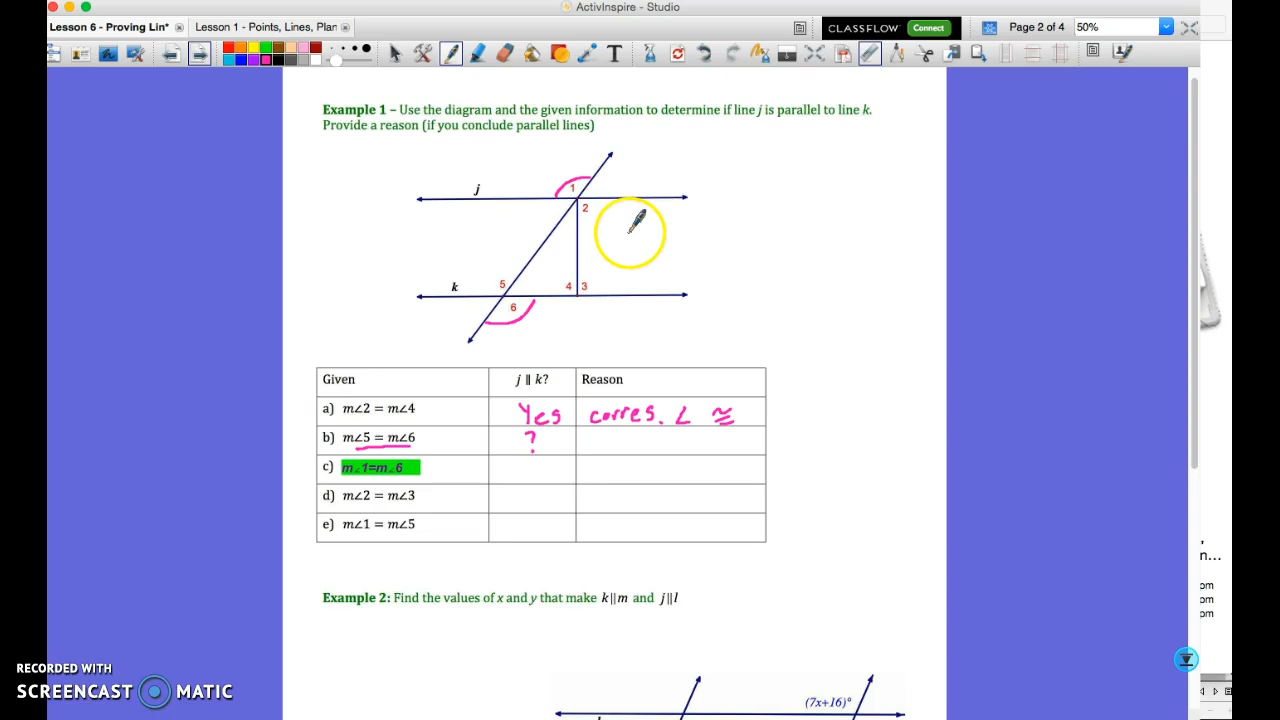 ActivInspire - Studio
Lesson 6 - Proving Lin*
Lesson 1 - Points, Lines, Plan
CLASSFLOW Connect
Page 2 of 4
50%
Example 1 – Use the diagram and the given information to determine if line j is parallel to line k.
Provide a reason (if you conclude parallel lines)
j
1
2
k
5
4
3
6
Given
j ∥ k?
Reason
a) m∠2 = m∠4
Yes
corres. ∠ ≅
b) m∠5 = m∠6
?
c) m∠1=m∠6
d) m∠2 = m∠3
e) m∠1 = m∠5
Example 2: Find the values of x and y that make k||m and j||l
(7x+16)°
n...
pm
pm
pm
RECORDED WITH
SCREENCAST MATIC